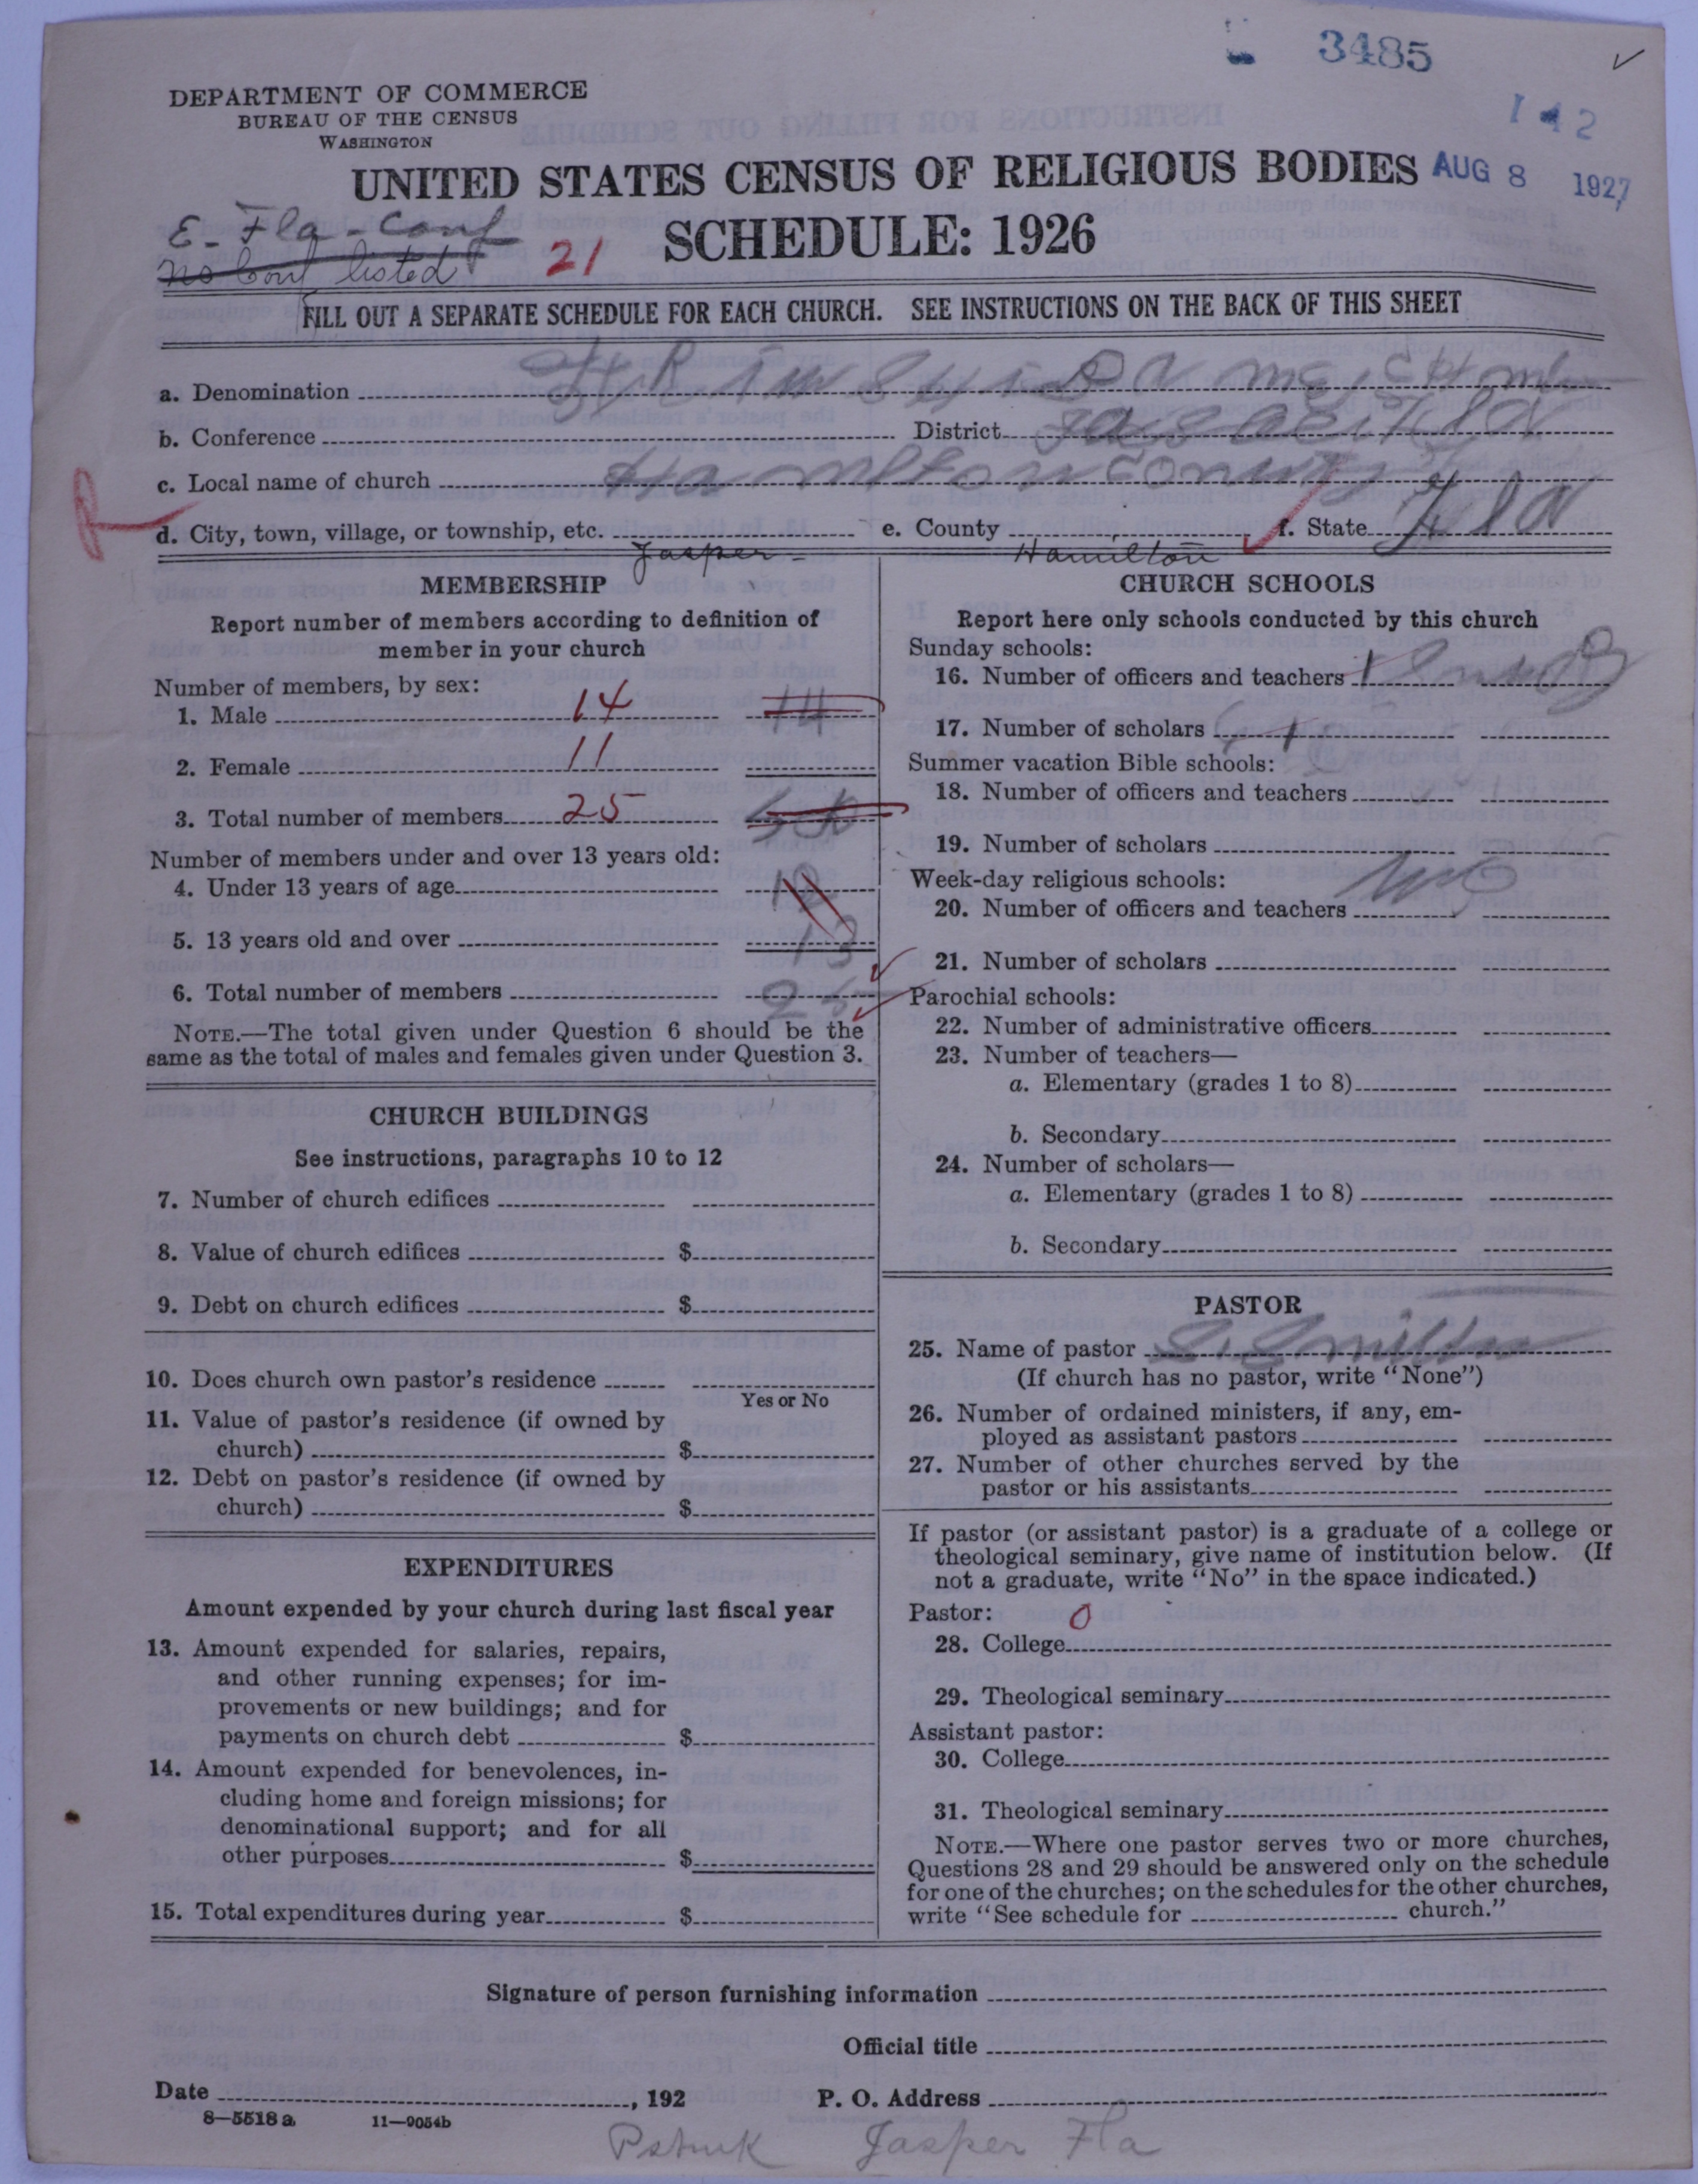 3485
142
DEPARTMENT OF COMMERCE
BUREAU OF THE CENSUS
WASHINGTON
UNITED STATES CENSUS OF RELIGIOUS BODIES
AUG 8 1927
E. Fla - Conf
No Conf listed
21
SCHEDULE: 1926
FILL OUT A SEPARATE SCHEDULE FOR EACH CHURCH. SEE INSTRUCTIONS ON THE BACK OF THIS SHEET
a. Denomination
b. Conference District Fla
c. Local name of church Hamilton
d. City, town, village, or township, etc. Jasper e. County Hamilton f. State Fla
MEMBERSHIP
Report number of members according to definition of
member in your church
Number of members, by sex:
1. Male 14 14
2. Female 11
3. Total number of members 25
Number of members under and over 13 years old:
4. Under 13 years of age 12
5. 13 years old and over 13
6. Total number of members 25
NOTE.—The total given under Question 6 should be the
same as the total of males and females given under Question 3.
CHURCH BUILDINGS
See instructions, paragraphs 10 to 12
7. Number of church edifices
8. Value of church edifices $
9. Debt on church edifices $
10. Does church own pastor's residence
Yes or No
11. Value of pastor's residence (if owned by
church) $
12. Debt on pastor's residence (if owned by
church) $
EXPENDITURES
Amount expended by your church during last fiscal year
13. Amount expended for salaries, repairs,
and other running expenses; for im-
provements or new buildings; and for
payments on church debt $
14. Amount expended for benevolences, in-
cluding home and foreign missions; for
denominational support; and for all
other purposes $
15. Total expenditures during year $
CHURCH SCHOOLS
Report here only schools conducted by this church
Sunday schools:
16. Number of officers and teachers
17. Number of scholars
Summer vacation Bible schools:
18. Number of officers and teachers
19. Number of scholars
Week-day religious schools:
20. Number of officers and teachers
21. Number of scholars
Parochial schools:
22. Number of administrative officers
23. Number of teachers—
a. Elementary (grades 1 to 8)
b. Secondary
24. Number of scholars—
a. Elementary (grades 1 to 8)
b. Secondary
PASTOR
25. Name of pastor
(If church has no pastor, write "None")
26. Number of ordained ministers, if any, em-
ployed as assistant pastors
27. Number of other churches served by the
pastor or his assistants
If pastor (or assistant pastor) is a graduate of a college or
theological seminary, give name of institution below. (If
not a graduate, write "No" in the space indicated.)
Pastor: 0
28. College
29. Theological seminary
Assistant pastor:
30. College
31. Theological seminary
NOTE.—Where one pastor serves two or more churches,
Questions 28 and 29 should be answered only on the schedule
for one of the churches; on the schedules for the other churches,
write "See schedule for church."
Signature of person furnishing information
Official title
Date , 192 P. O. Address
8—5518 a 11—9054b
Jasper Fla